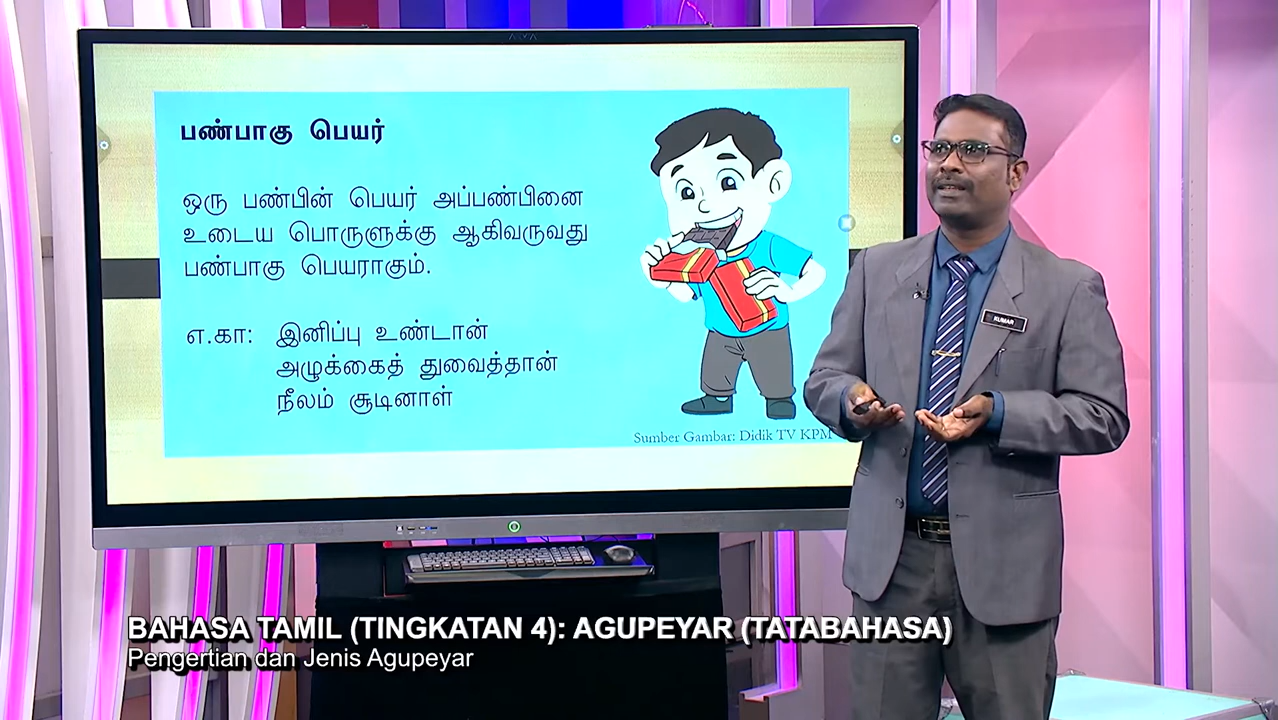 பண்பாகு பெயர்
ஒரு பண்பின் பெயர் அப்பண்பினை
உடைய பொருளுக்கு ஆகிவருவது
பண்பாகு பெயராகும்.
எ.கா: இனிப்பு உண்டான்
அழுக்கைத் துவைத்தான்
நீலம் சூடினாள்
Sumber Gambar: Didik TV KPM
KUMAR
BAHASA TAMIL (TINGKATAN 4): AGUPEYAR (TATABAHASA)
Pengertian dan Jenis Agupeyar